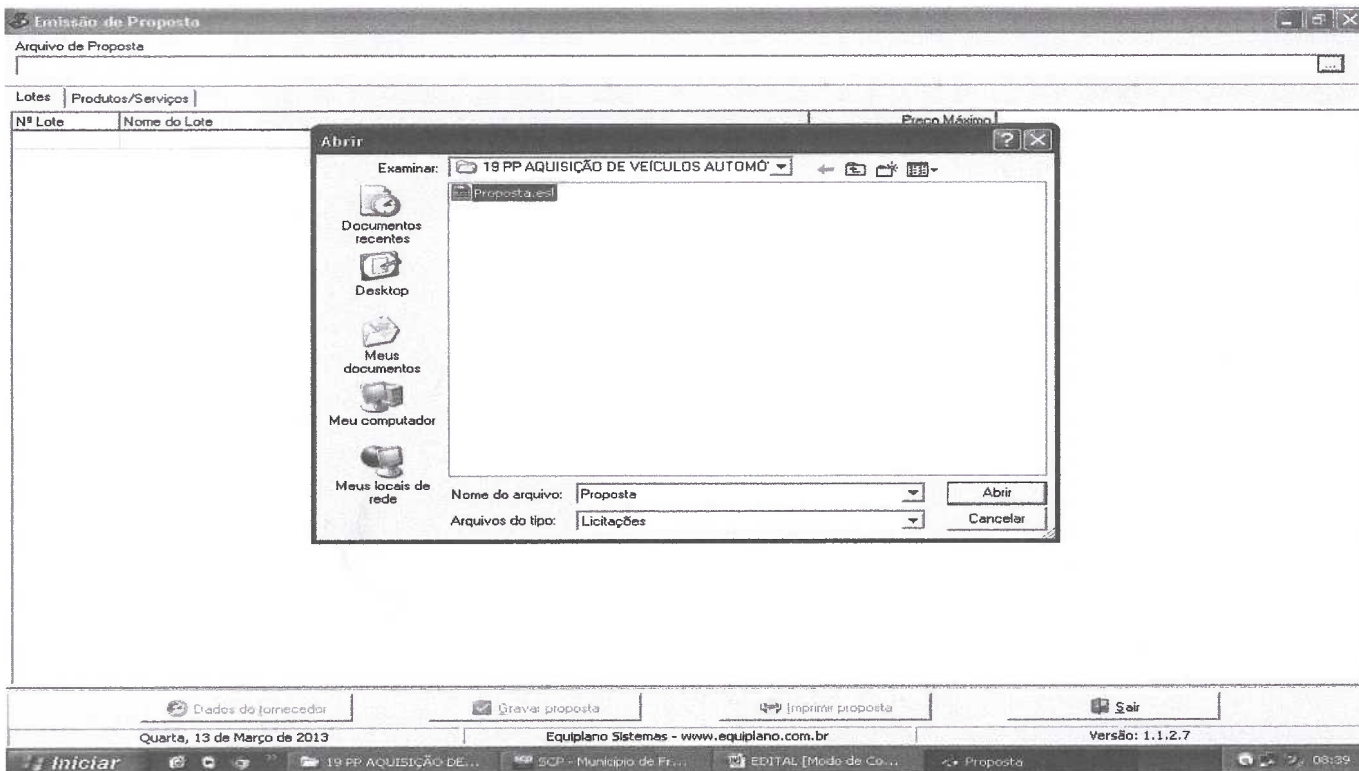 Emissão de Proposta
Arquivo de Proposta
...
Lotes Produtos/Serviços
Nº Lote Nome do Lote Preço Máximo
Abrir
Examinar: 19 PP AQUISIÇÃO DE VEÍCULOS AUTOMÓ
Proposta.esl
Documentos
recentes
Desktop
Meus
documentos
Meu computador
Meus locais de
rede
Nome do arquivo: Proposta Abrir
Arquivos do tipo: Licitações Cancelar
Dados do fornecedor Gravar proposta Imprimir proposta Sair
Quarta, 13 de Março de 2013 Equiplano Sistemas - www.equiplano.com.br Versão: 1.1.2.7
Iniciar 19 PP AQUISIÇÃO DE... SCP - Municipio de Fr... EDITAL [Modo de Co... Proposta 08:39